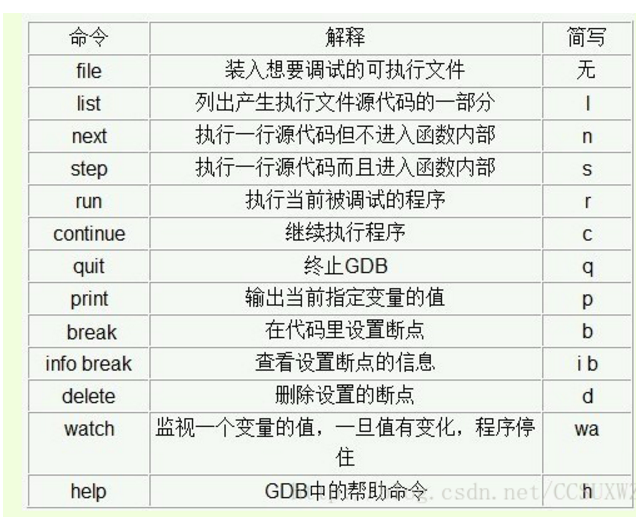 命令 解释 简写
file 装入想要调试的可执行文件 无
list 列出产生执行文件源代码的一部分 l
next 执行一行源代码但不进入函数内部 n
step 执行一行源代码而且进入函数内部 s
run 执行当前被调试的程序 r
continue 继续执行程序 c
quit 终止GDB q
print 输出当前指定变量的值 p
break 在代码里设置断点 b
info break 查看设置断点的信息 i b
delete 删除设置的断点 d
watch 监视一个变量的值，一旦值有变化，程序停 wa
住
help GDB中的帮助命令 h